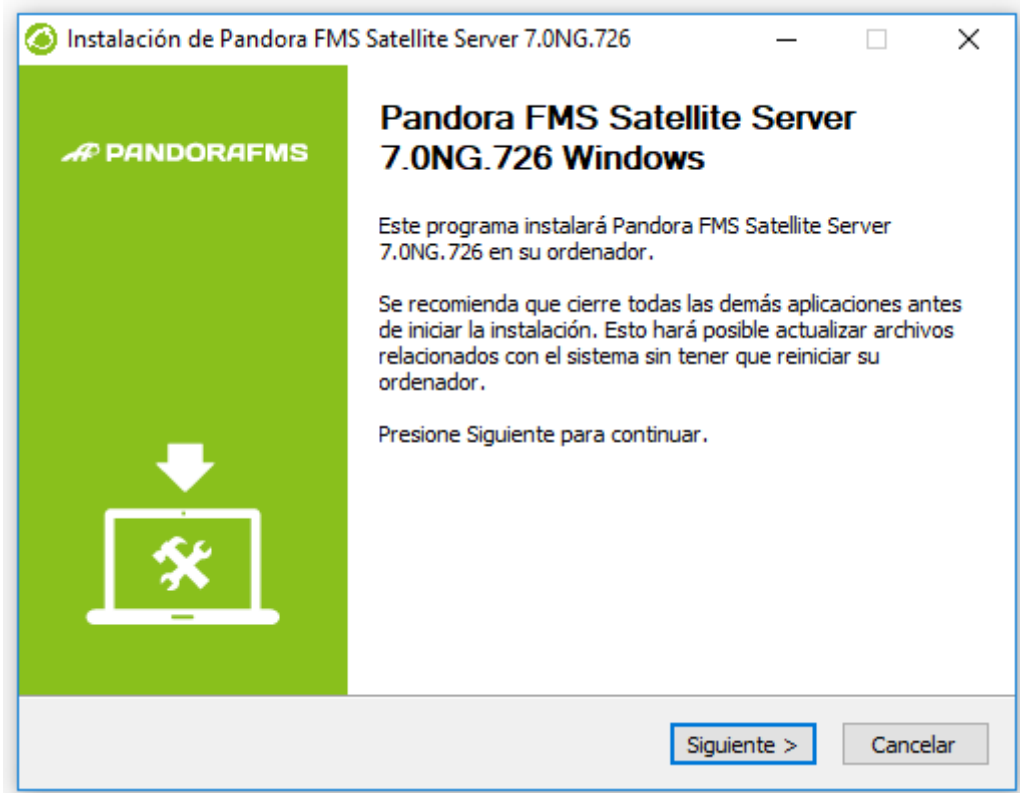 Instalación de Pandora FMS Satellite Server 7.0NG.726
PANDORAFMS
Pandora FMS Satellite Server
7.0NG.726 Windows
Este programa instalará Pandora FMS Satellite Server
7.0NG.726 en su ordenador.
Se recomienda que cierre todas las demás aplicaciones antes
de iniciar la instalación. Esto hará posible actualizar archivos
relacionados con el sistema sin tener que reiniciar su
ordenador.
Presione Siguiente para continuar.
Siguiente >
Cancelar